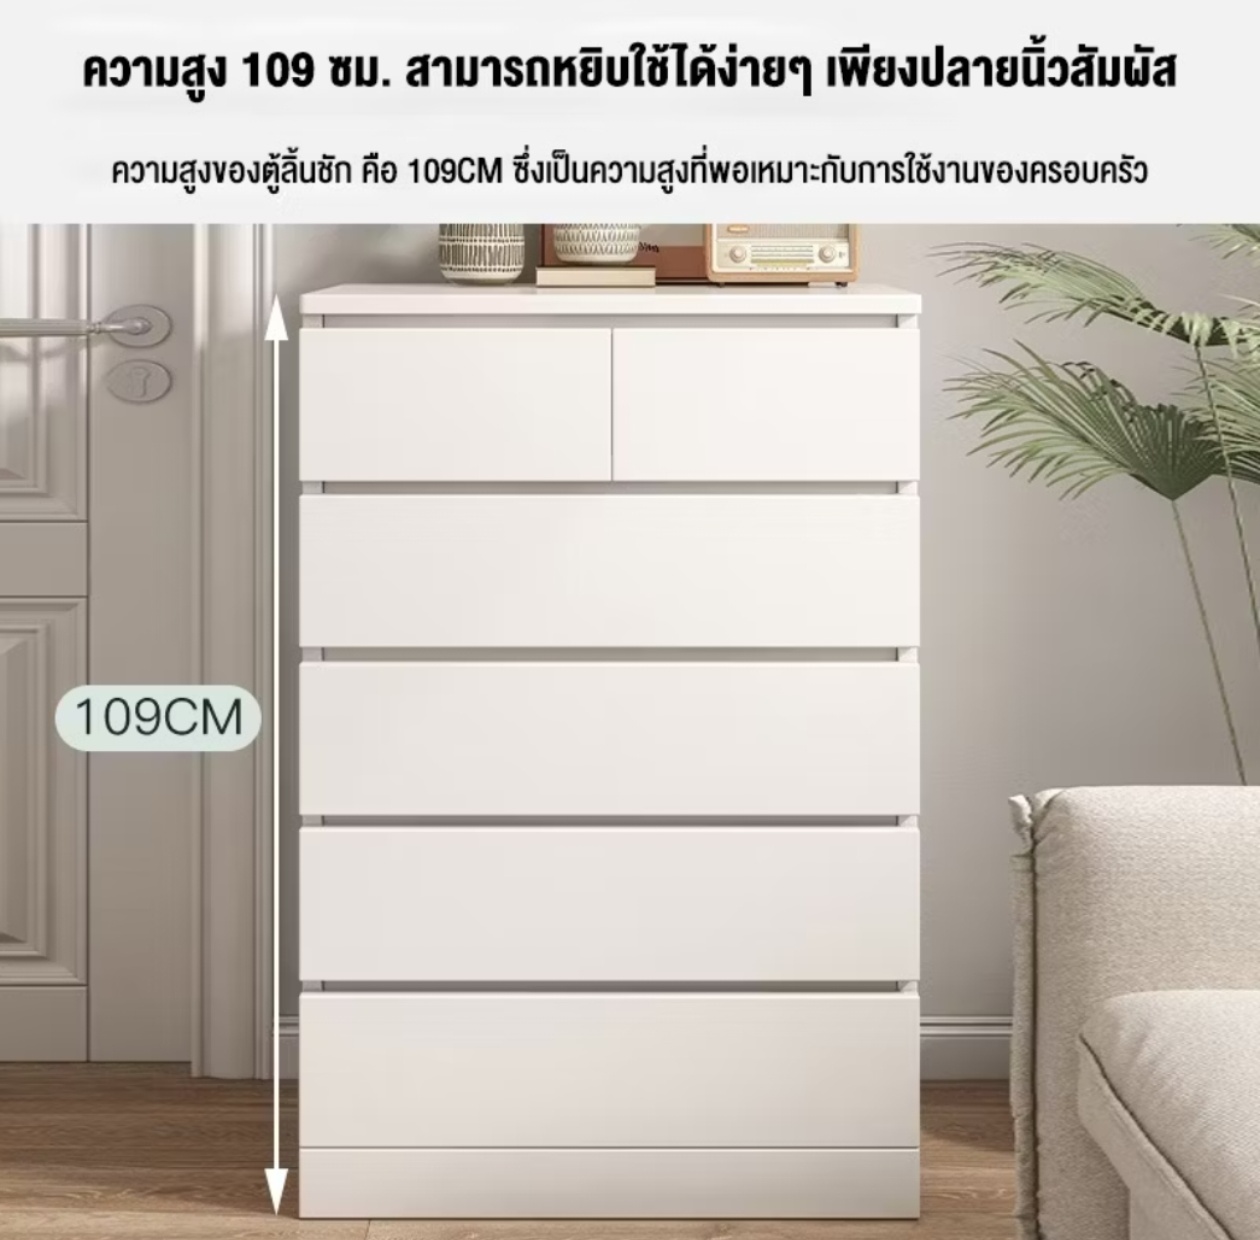 ความสูง 109 ซม. สามารถหยิบใช้ได้ง่ายๆ เพียงปลายนิ้วสัมผัส
ความสูงของตู้ลิ้นชัก คือ 109CM ซึ่งเป็นความสูงที่พอเหมาะกับการใช้งานของครอบครัว
109CM